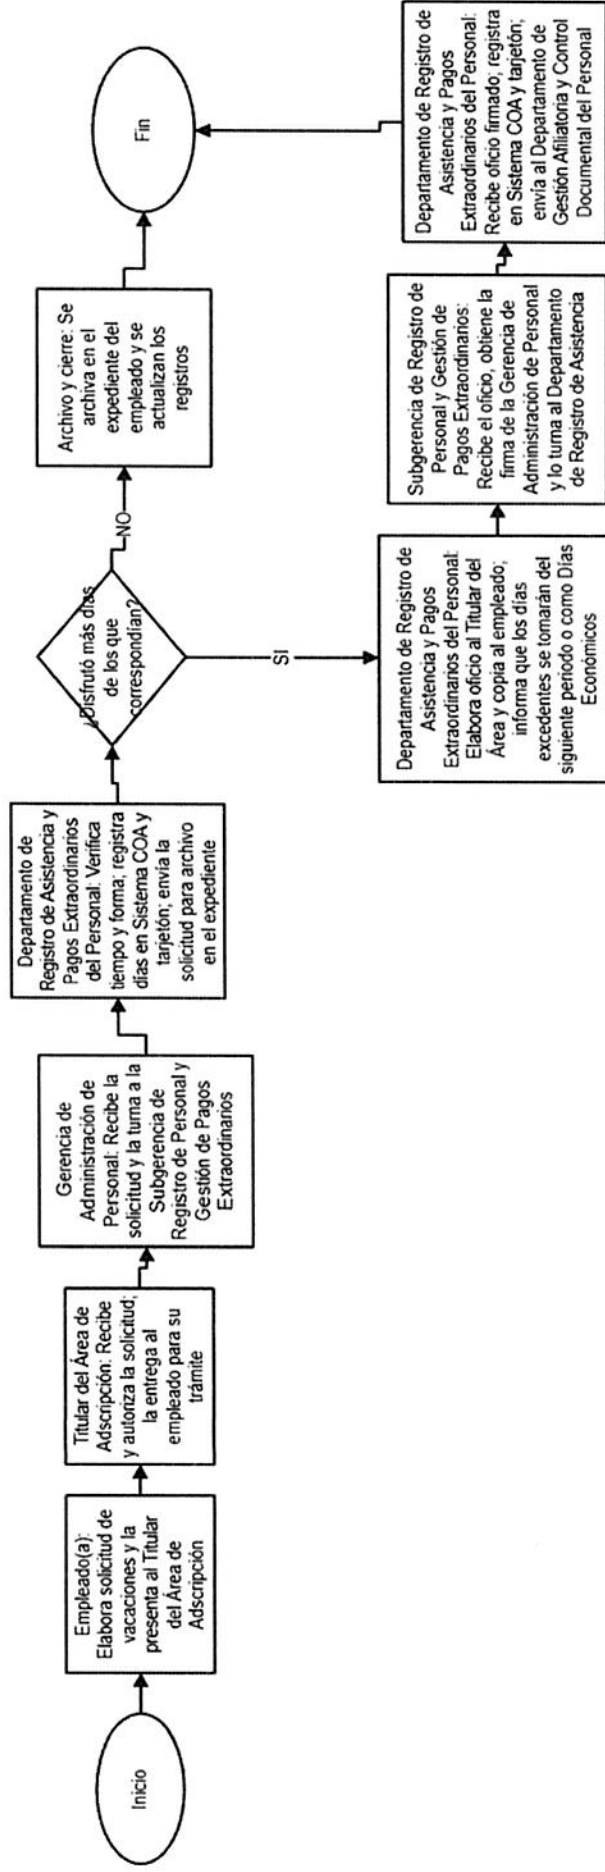 Inicio
Empleado(a):
Elabora solicitud de
vacaciones y la
presenta al Titular
del Área de
Adscripción
Titular del Área de
Adscripción: Recibe
y autoriza la solicitud;
la entrega al
empleado para su
trámite
Gerencia de
Administración de
Personal: Recibe la
solicitud y la turna a la
Subgerencia de
Registro de Personal y
Gestión de Pagos
Extraordinarios
Departamento de
Registro de Asistencia y
Pagos Extraordinarios
del Personal: Verifica
tiempo y forma; registra
días en Sistema COA y
tarjetón; envía la
solicitud para archivo
en el expediente
¿Disfrutó más días
de los que
correspondían?
NO
Archivo y cierre: Se
archiva en el
expediente del
empleado y se
actualizan los
registros
Fin
SI
Departamento de Registro de
Asistencia y Pagos
Extraordinarios del Personal:
Elabora oficio al Titular del
Área y copia al empleado;
informa que los días
excedentes se tomarán del
siguiente periodo o como Días
Económicos
Subgerencia de Registro de
Personal y Gestión de
Pagos Extraordinarios:
Recibe el oficio, obtiene la
firma de la Gerencia de
Administración de Personal
y lo turna al Departamento
de Registro de Asistencia
Departamento de Registro de
Asistencia y Pagos
Extraordinarios del Personal:
Recibe oficio firmado; registra
en Sistema COA y tarjetón;
envía al Departamento de
Gestión Afiliatoria y Control
Documental del Personal